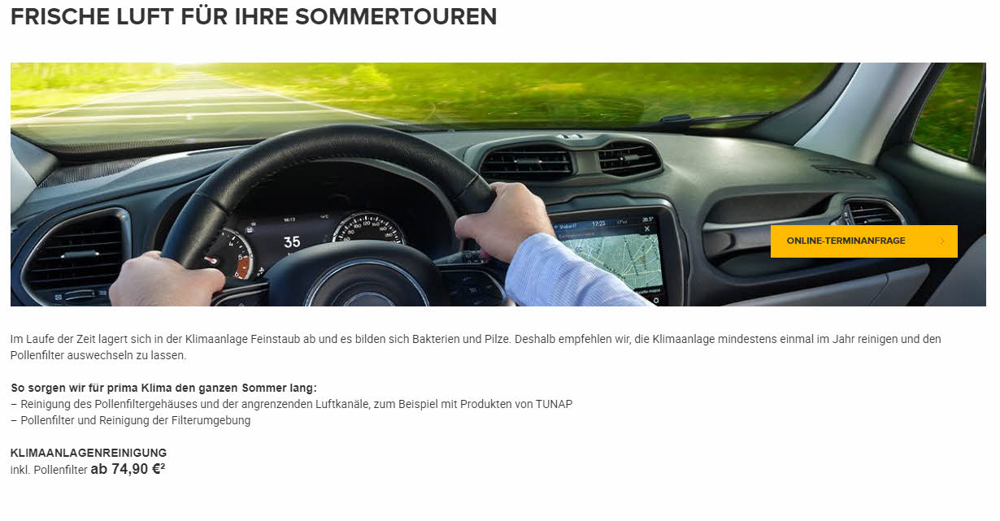 FRISCHE LUFT FÜR IHRE SOMMERTOUREN
35
12:23
20.5°
ONLINE-TERMINANFRAGE
Im Laufe der Zeit lagert sich in der Klimaanlage Feinstaub ab und es bilden sich Bakterien und Pilze. Deshalb empfehlen wir, die Klimaanlage mindestens einmal im Jahr reinigen und den
Pollenfilter auswechseln zu lassen.
So sorgen wir für prima Klima den ganzen Sommer lang:
– Reinigung des Pollenfiltergehäuses und der angrenzenden Luftkanäle, zum Beispiel mit Produkten von TUNAP
– Pollenfilter und Reinigung der Filterumgebung
KLIMAANLAGENREINIGUNG
inkl. Pollenfilter ab 74,90 €²